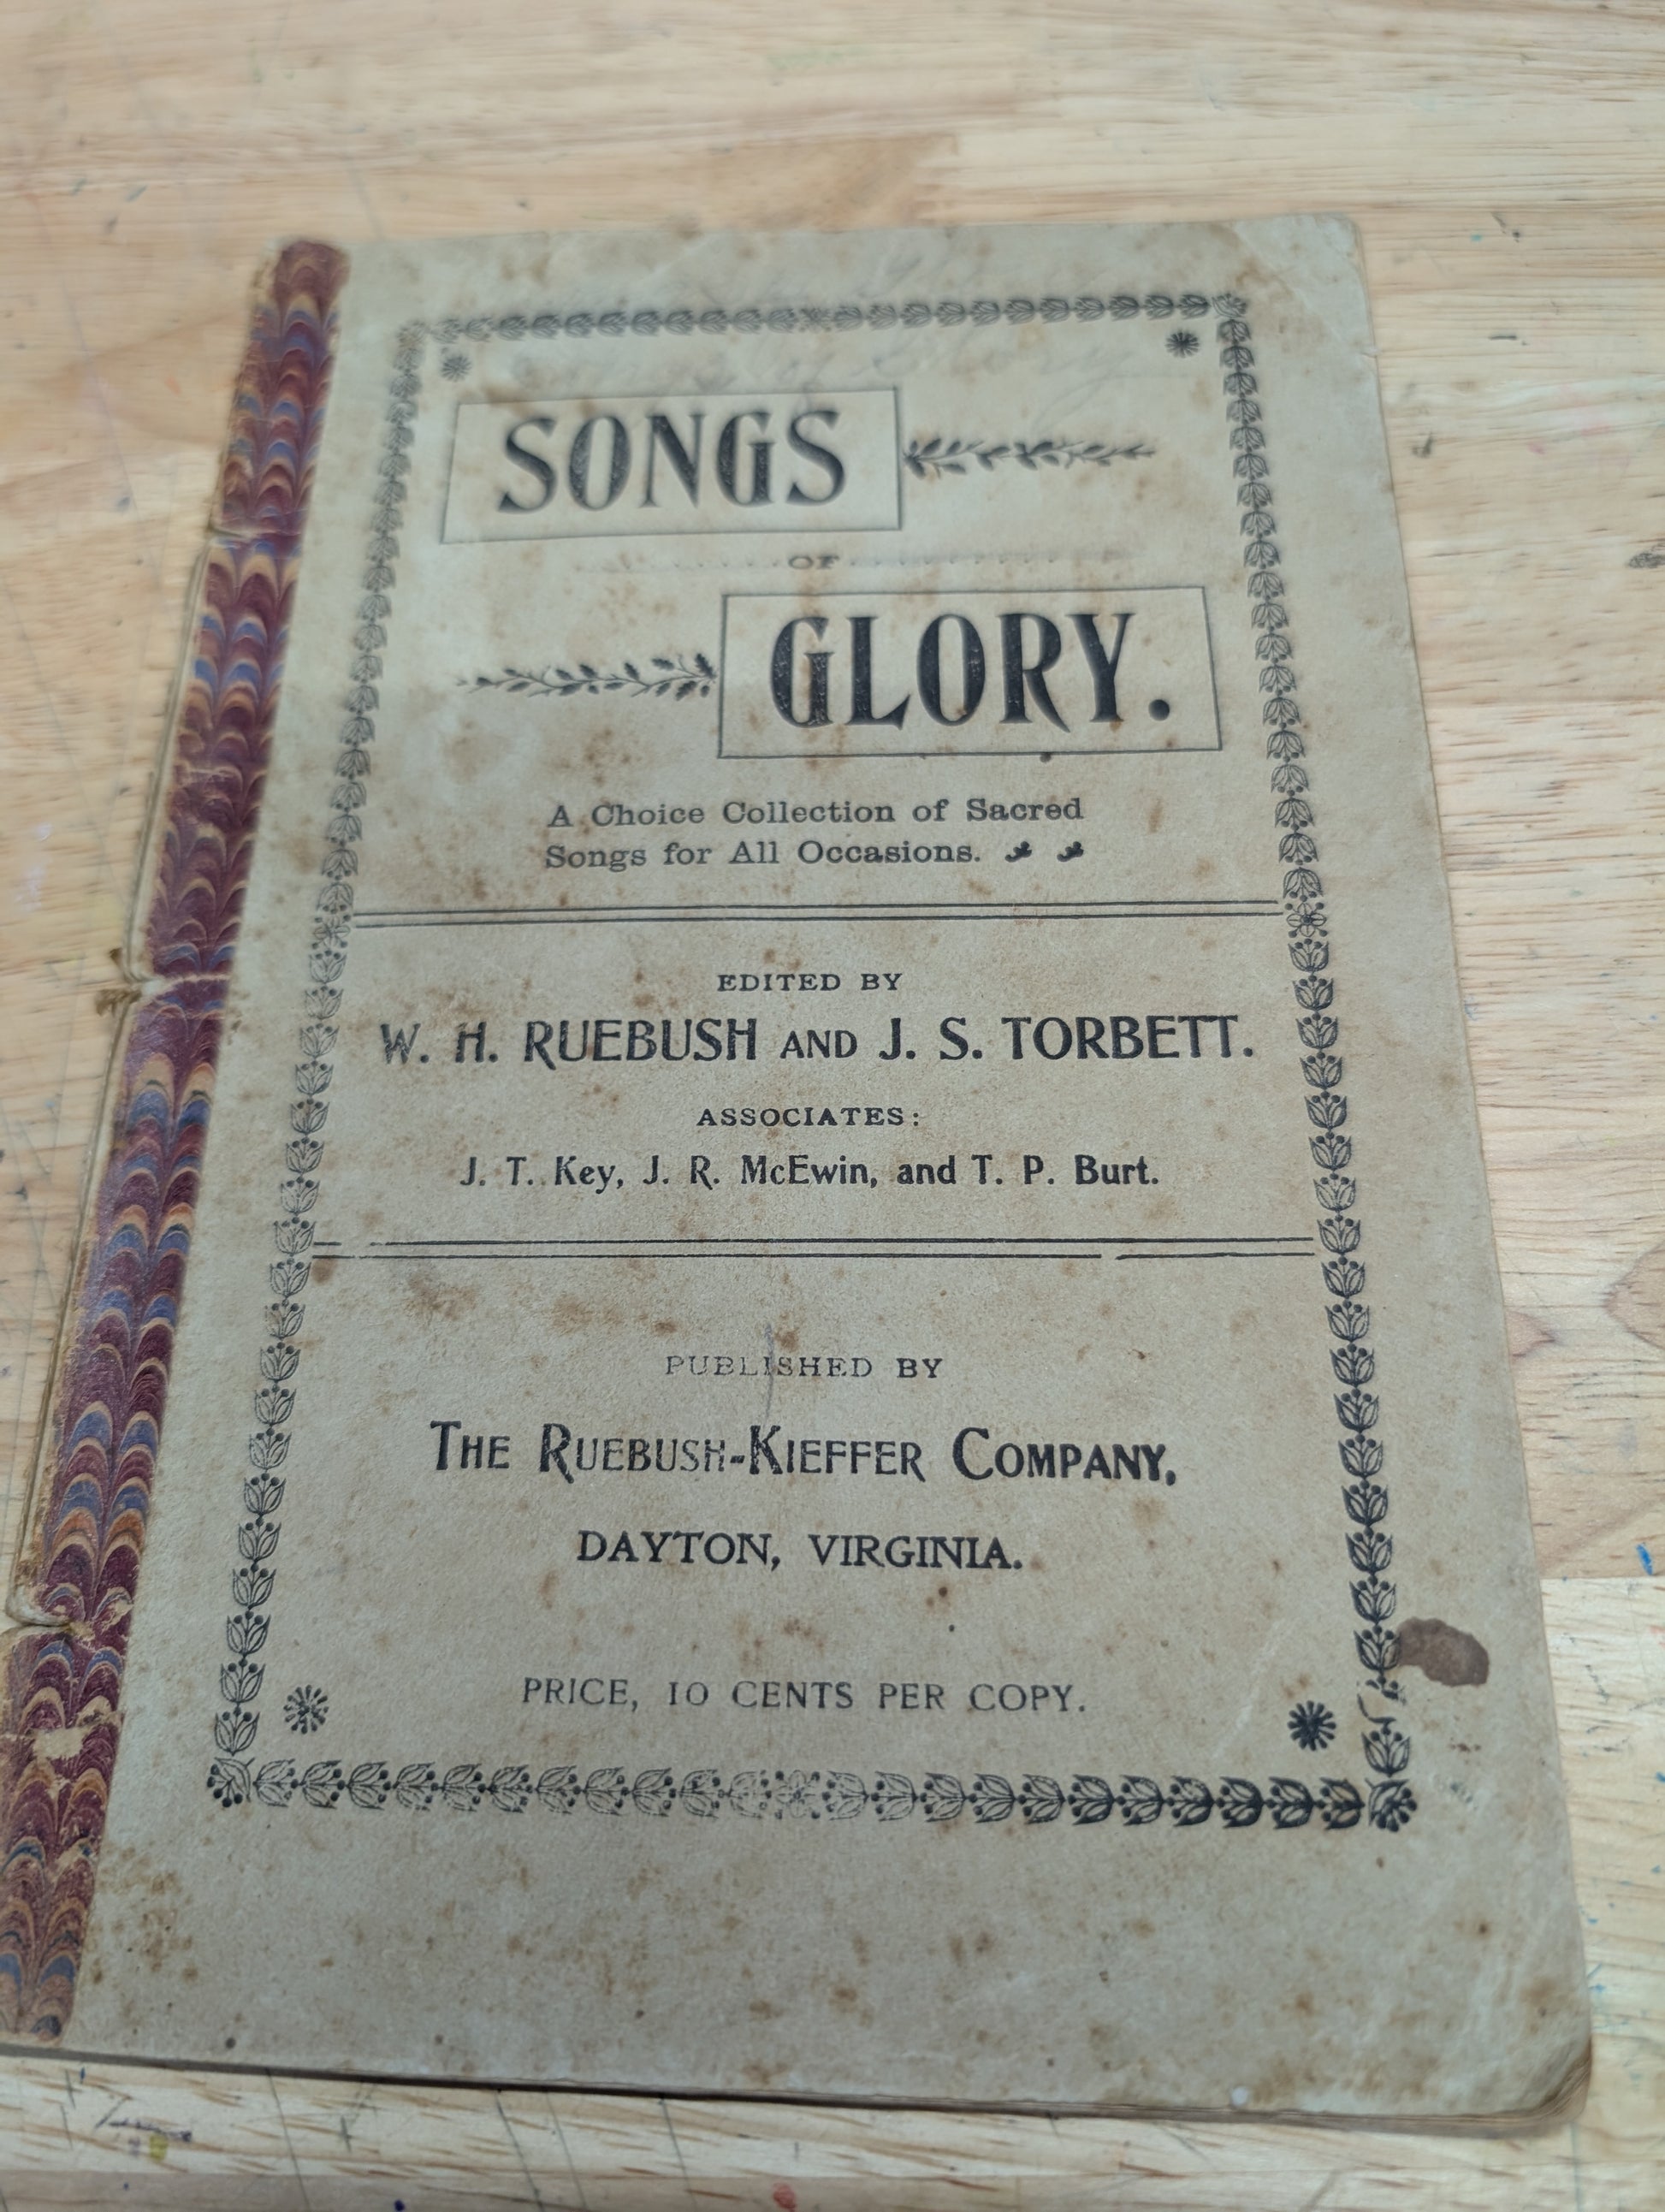 SONGS
OF
GLORY.
A Choice Collection of Sacred
Songs for All Occasions.
EDITED BY
W. H. RUEBUSH AND J. S. TORBETT.
ASSOCIATES:
J. T. Key, J. R. McEwin, and T. P. Burt.
PUBLISHED BY
THE RUEBUSH-KIEFFER COMPANY,
DAYTON, VIRGINIA.
PRICE, 10 CENTS PER COPY.